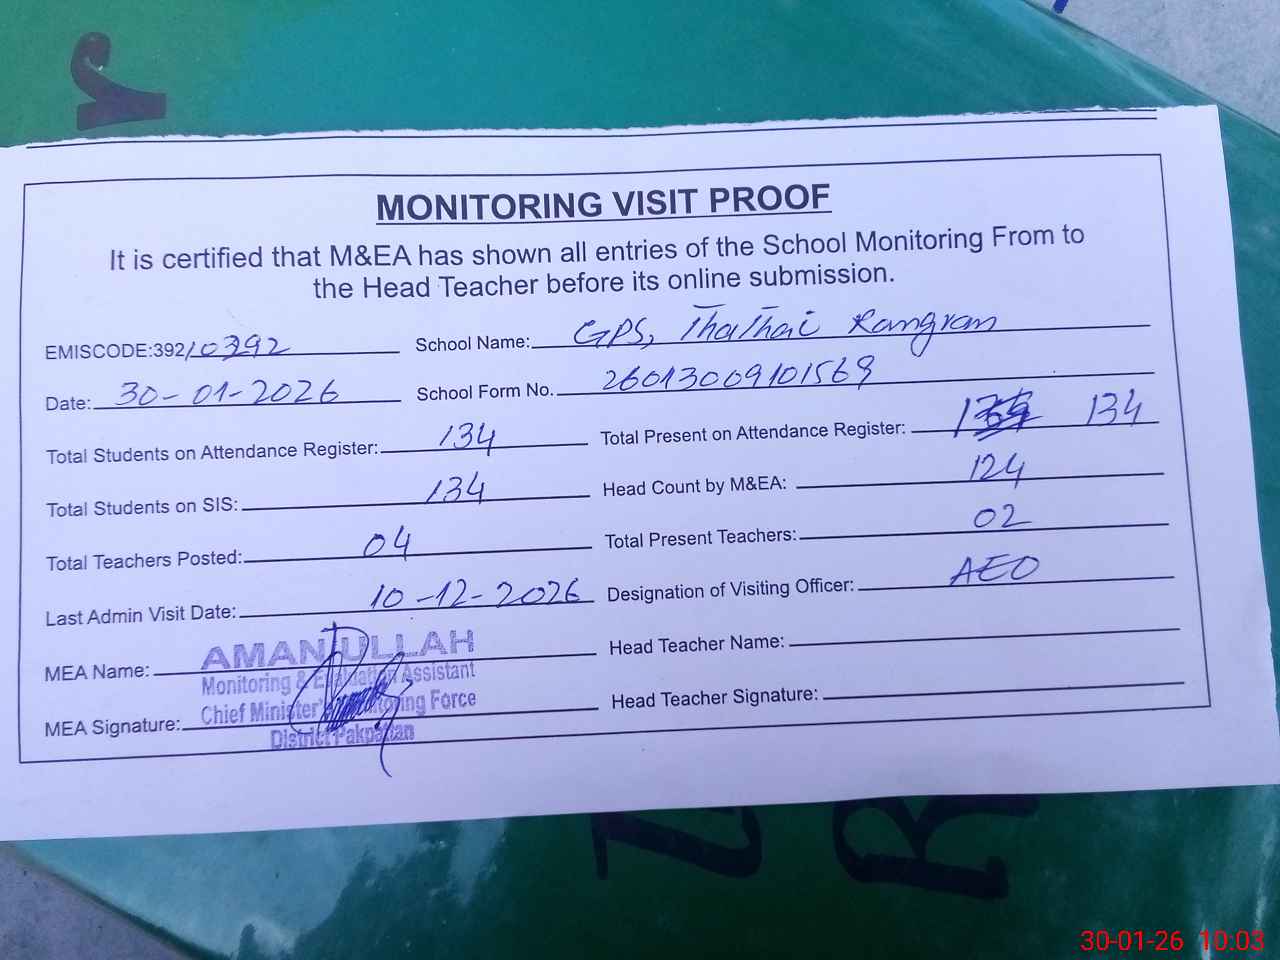 MONITORING VISIT PROOF
It is certified that M&EA has shown all entries of the School Monitoring From to
the Head Teacher before its online submission.
EMISCODE:392/10392 School Name: GPS, Thathai Rangran
Date: 30-01-2026 School Form No. 26013009101569
Total Students on Attendance Register: 134 Total Present on Attendance Register: 134
Total Students on SIS: 134 Head Count by M&EA: 124
Total Teachers Posted: 04 Total Present Teachers: 02
Last Admin Visit Date: 10-12-2026 Designation of Visiting Officer: AEO
MEA Name: AMANULLAH Head Teacher Name:
Monitoring & Evaluation Assistant
Chief Minister's Monitoring Force
MEA Signature: Head Teacher Signature:
District Pakpattan
30-01-26 10:03